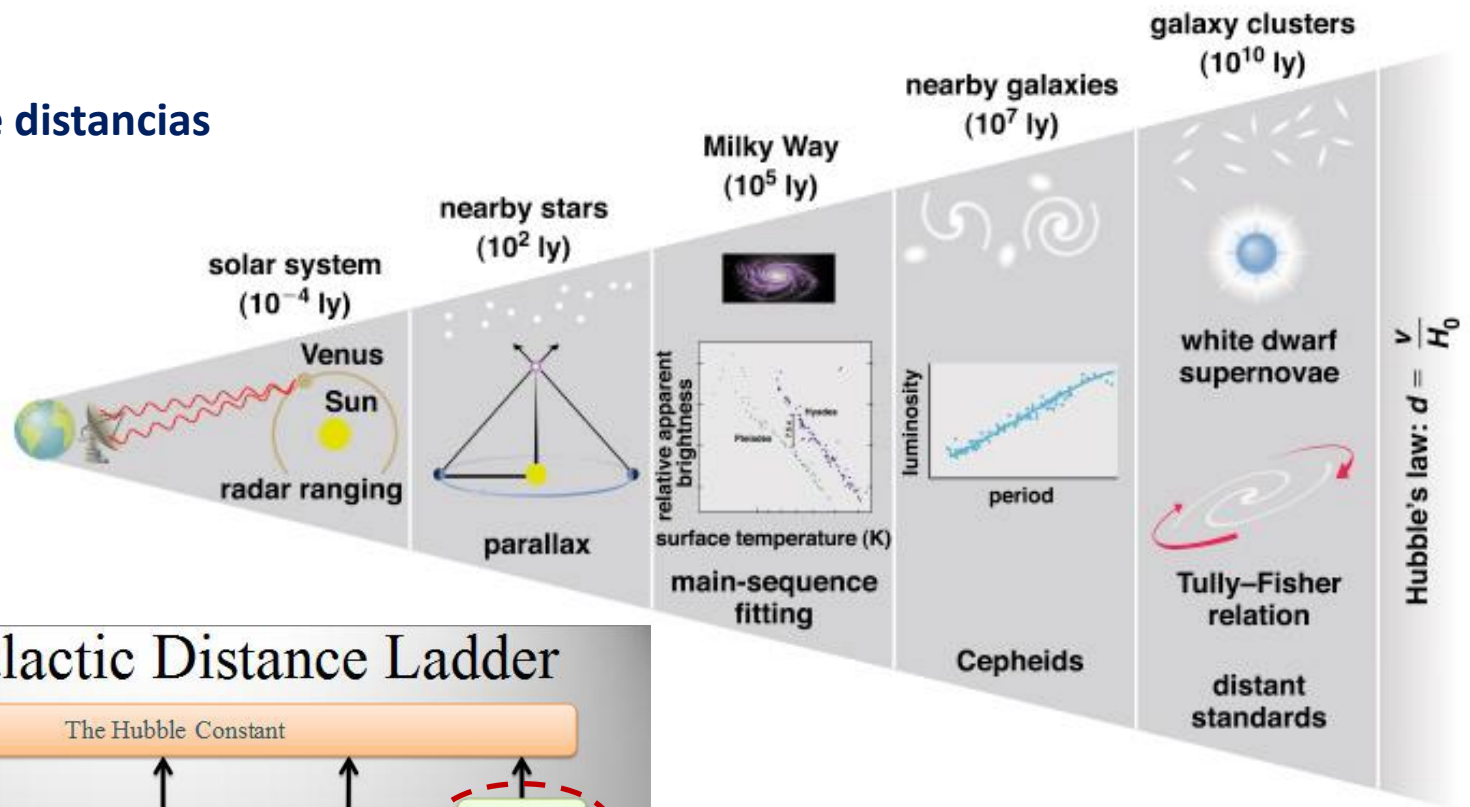 e distancias
solar system
(10⁻⁴ ly)
Venus
Sun
radar ranging
nearby stars
(10² ly)
parallax
Milky Way
(10⁵ ly)
relative apparent
brightness
Hyades
Pleiades
surface temperature (K)
main-sequence
fitting
nearby galaxies
(10⁷ ly)
luminosity
period
Cepheids
galaxy clusters
(10¹⁰ ly)
white dwarf
supernovae
Tully–Fisher
relation
distant
standards
Hubble's law: d = v/H₀
lactic Distance Ladder
The Hubble Constant